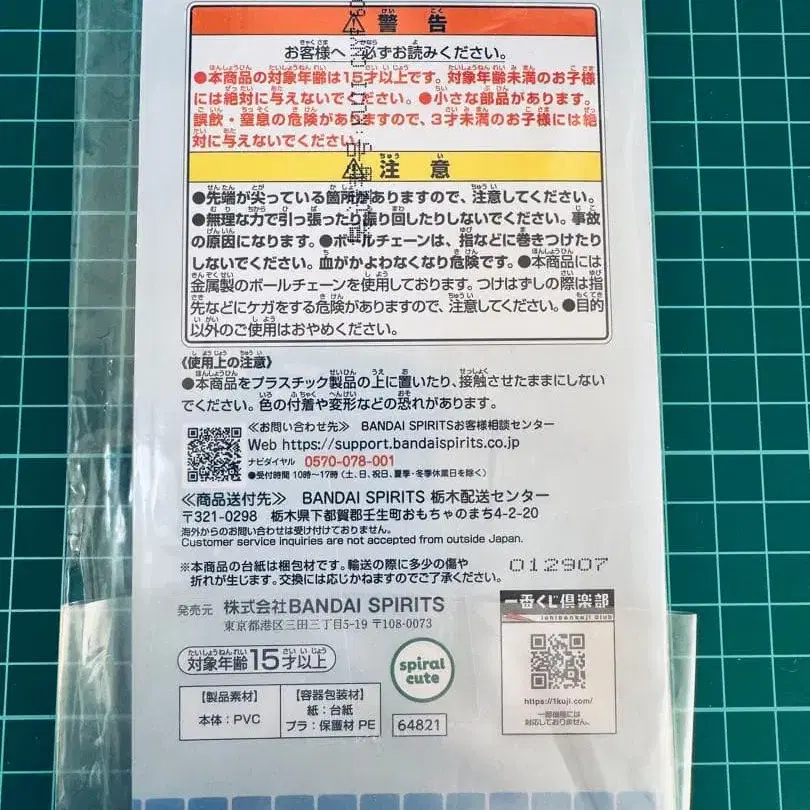 警告
お客様へ 必ずお読みください。
●本商品の対象年齢は15才以上です。対象年齢未満のお子様
には絶対に与えないでください。●小さな部品があります。
誤飲・窒息の危険がありますので、3才未満のお子様には絶
対に与えないでください。
注意
●先端が尖っている箇所がありますので、注意してください。
●無理な力で引っ張ったり振り回したりしないでください。事故
の原因になります。●ボールチェーンは、指などに巻きつけたり
しないでください。血がかよわなくなり危険です。●本商品には
金属製のボールチェーンを使用しております。つけはずしの際は指
先などにケガをする危険がありますので、注意してください。●目的
以外のご使用はおやめください。
《使用上の注意》
●本商品をプラスチック製品の上に置いたり、接触させたままにしない
でください。色の付着や変形などの恐れがあります。
≪お問い合わせ先≫ BANDAI SPIRITSお客様相談センター
Web https://support.bandaispirits.co.jp
ナビダイヤル 0570-078-001
●受付時間 10時～17時(土、日、祝日、夏季・冬季休業日を除く)
≪商品送付先≫ BANDAI SPIRITS 栃木配送センター
〒321-0298 栃木県下都賀郡壬生町おもちゃのまち4-2-20
海外からのお問い合わせは受け付けておりません。
Customer service inquiries are not accepted from outside Japan.
※本商品の台紙は梱包材です。輸送の際に多少の傷や
折れが生じます。交換には応じかねますのでご了承ください。
012907
発売元 株式会社BANDAI SPIRITS
東京都港区三田三丁目5-19 〒108-0073
対象年齢15才以上
spiral
cute
一番くじ倶楽部
ichibankuji club
https://1kuji.com/
一部機種には
対応しておりません。
【製品素材】
本体:PVC
【容器包装材】
紙:台紙
プラ:保護材 PE
64821